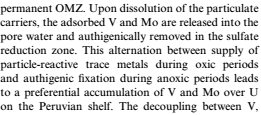 permanent OMZ. Upon dissolution of the particulate
carriers, the adsorbed V and Mo are released into the
pore water and authigenically removed in the sulfate
reduction zone. This alternation between supply of
particle-reactive trace metals during oxic periods
and authigenic fixation during anoxic periods leads
to a preferential accumulation of V and Mo over U
on the Peruvian shelf. The decoupling between V,